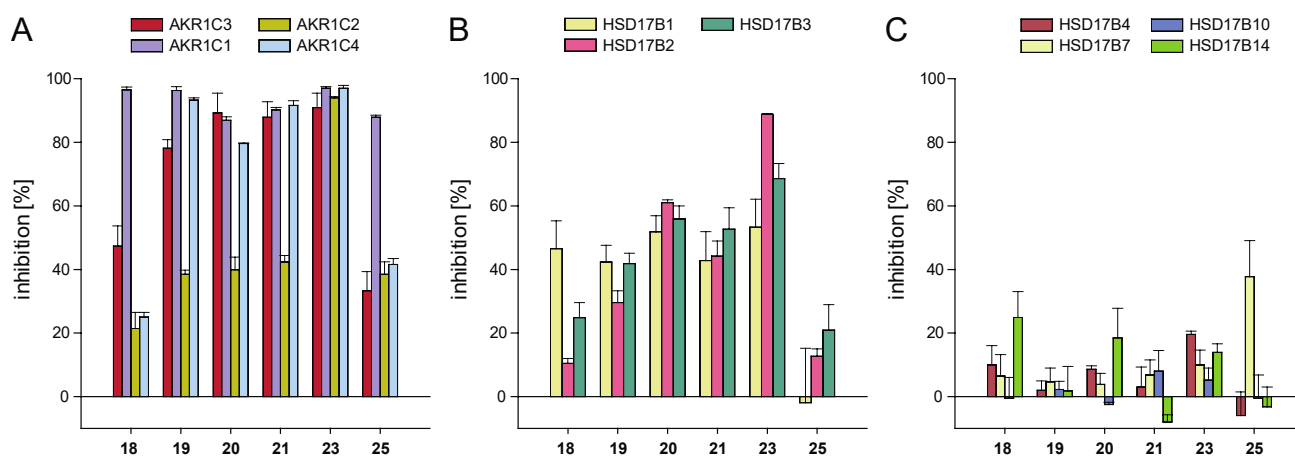 A
AKR1C3 AKR1C2
AKR1C1 AKR1C4
inhibition [%]
100
80
60
40
20
0
18 19 20 21 23 25
B
HSD17B1 HSD17B3
HSD17B2
inhibition [%]
100
80
60
40
20
0
18 19 20 21 23 25
C
HSD17B4 HSD17B10
HSD17B7 HSD17B14
inhibition [%]
100
80
60
40
20
0
18 19 20 21 23 25